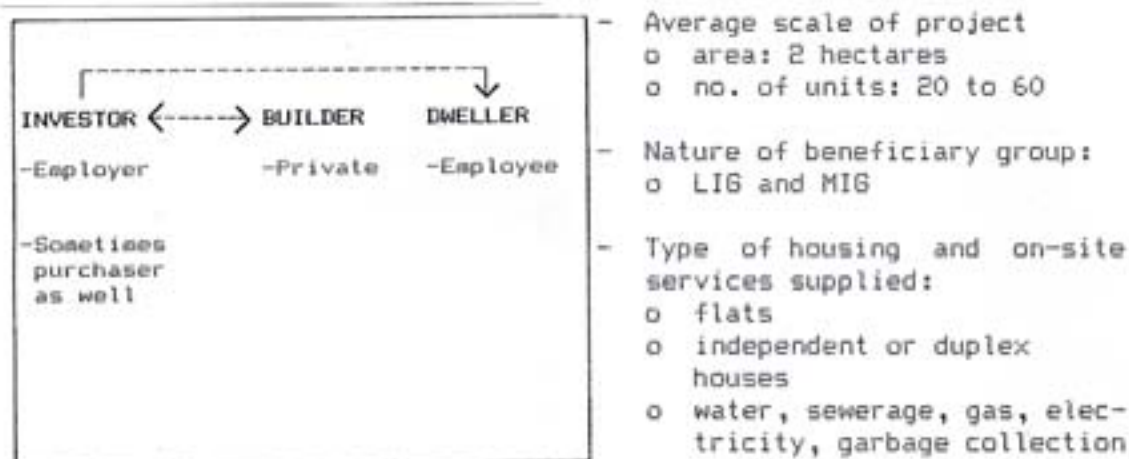 INVESTOR BUILDER DWELLER
-Employer -Private -Employee
-Sometimes
purchaser
as well
- Average scale of project
o area: 2 hectares
o no. of units: 20 to 60
- Nature of beneficiary group:
o LIG and MIG
- Type of housing and on-site
services supplied:
o flats
o independent or duplex
houses
o water, sewerage, gas, elec-
tricity, garbage collection